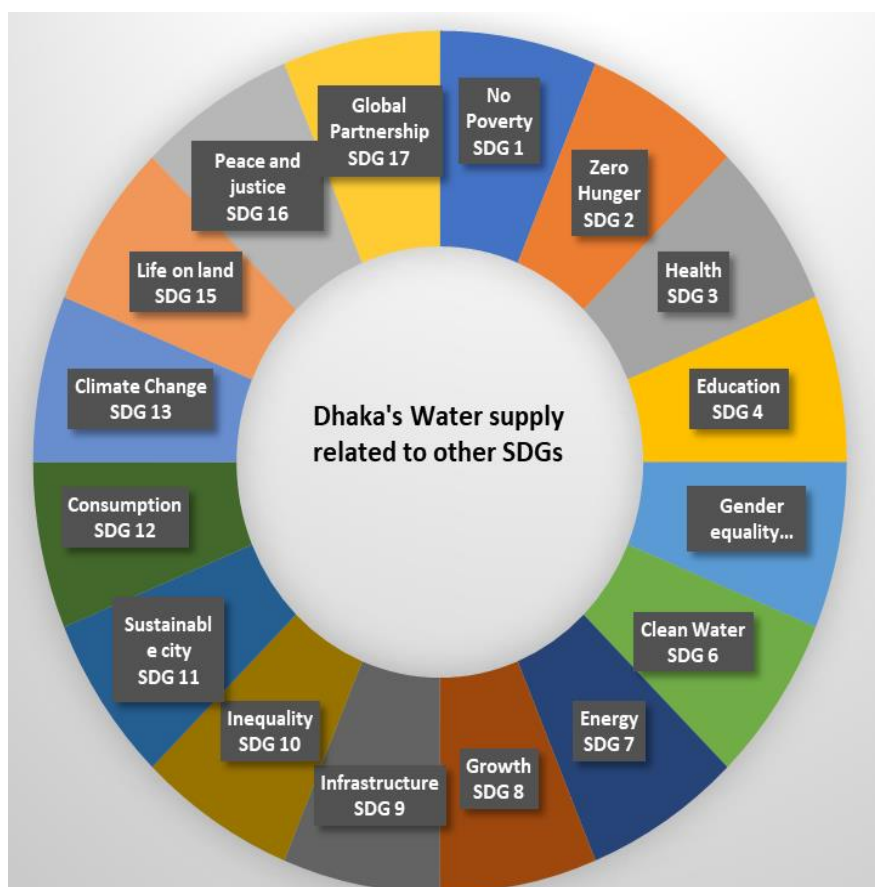 No
Poverty
SDG 1
Zero
Hunger
SDG 2
Health
SDG 3
Education
SDG 4
Gender
equality...
Clean Water
SDG 6
Energy
SDG 7
Growth
SDG 8
Infrastructure
SDG 9
Inequality
SDG 10
Sustainabl
e city
SDG 11
Consumption
SDG 12
Climate Change
SDG 13
Life on land
SDG 15
Peace and
justice
SDG 16
Global
Partnership
SDG 17
Dhaka's Water supply
related to other SDGs